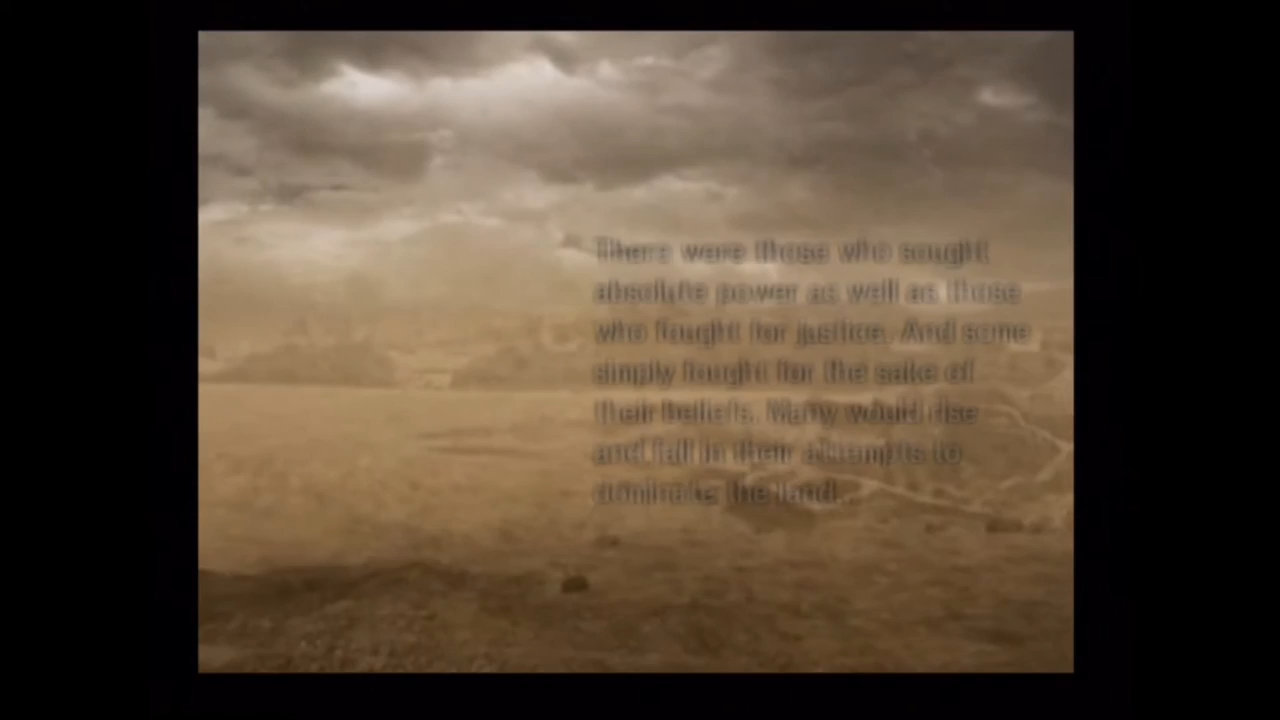 There were those who sought
absolute power as well as those
who fought for justice. And some
simply fought for the sake of
their beliefs. Many would rise
and fall in their attempts to
dominate the land...